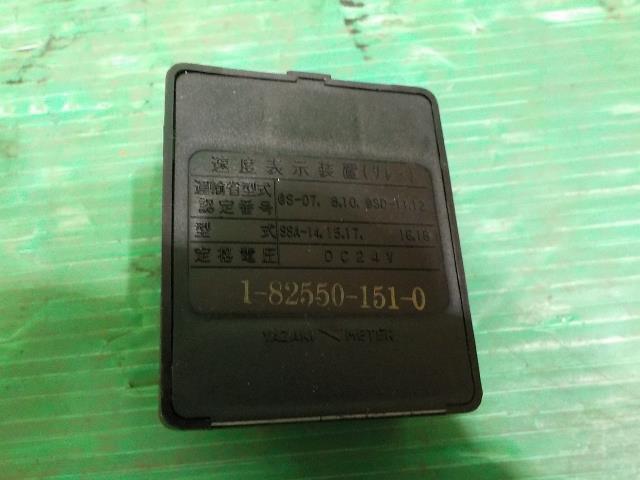 速度表示装置(リレー)
運輸省型式
認定番号 GS-07. 8.10. GSD-11.12
型 式 SSA-14.15.17. 16.18
定格電圧 DC24V
1-82550-151-0
YAZAKI METER